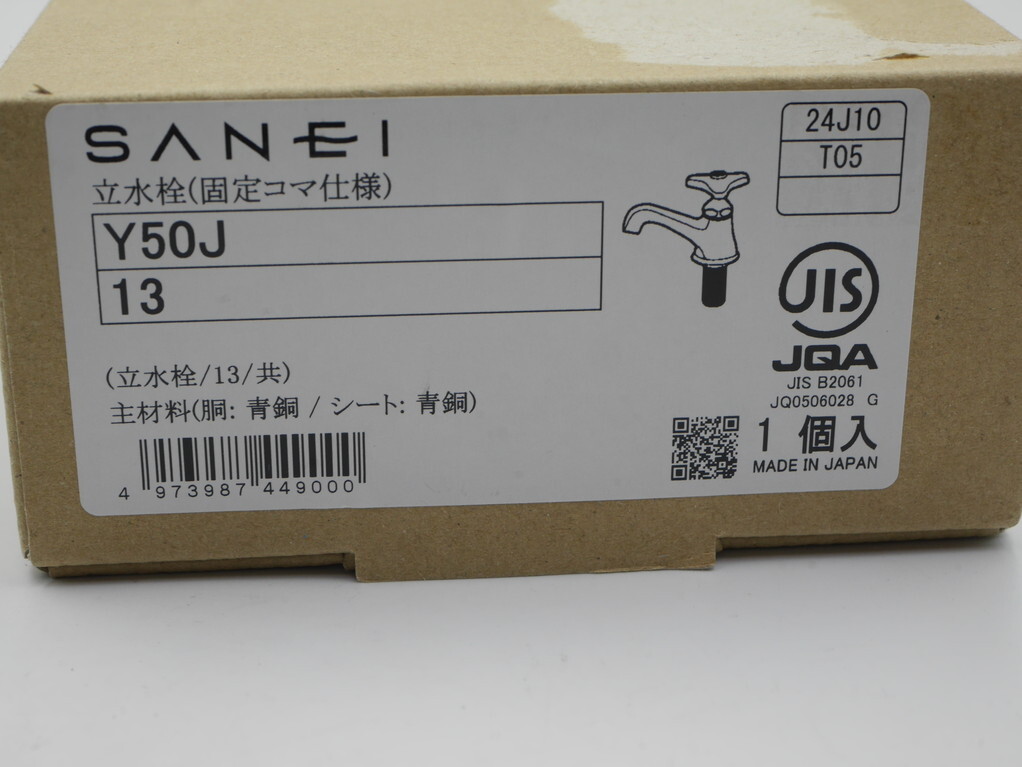 SANEI
立水栓(固定コマ仕様)
Y50J
13
(立水栓/13/共)
主材料(胴: 青銅 / シート: 青銅)
4 973987 449000
24J10
T05
JIS
JQA
JIS B2061
JQ0506028 G
1 個入
MADE IN JAPAN